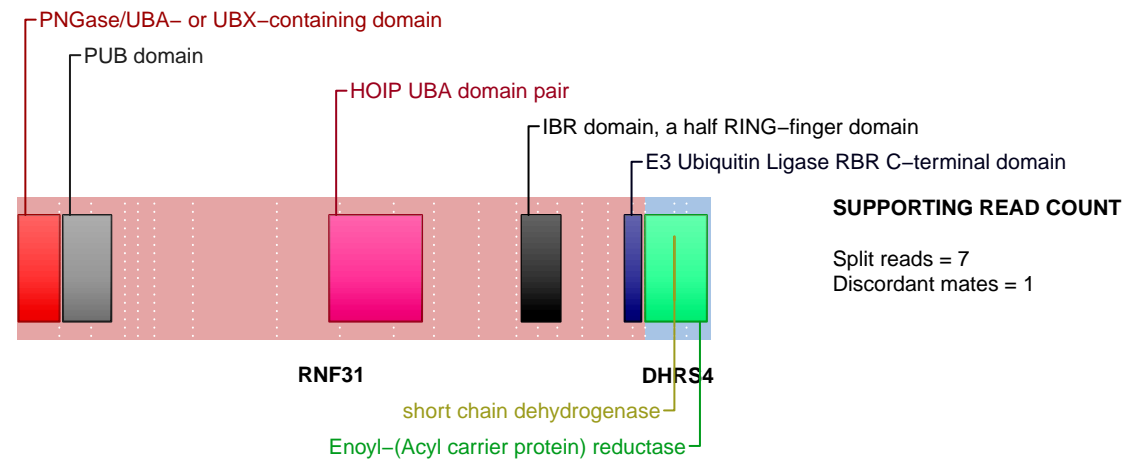 PNGase/UBA− or UBX−containing domain
PUB domain
HOIP UBA domain pair
IBR domain, a half RING−finger domain
E3 Ubiquitin Ligase RBR C−terminal domain
SUPPORTING READ COUNT
Split reads = 7
Discordant mates = 1
RNF31
DHRS4
short chain dehydrogenase
Enoyl−(Acyl carrier protein) reductase